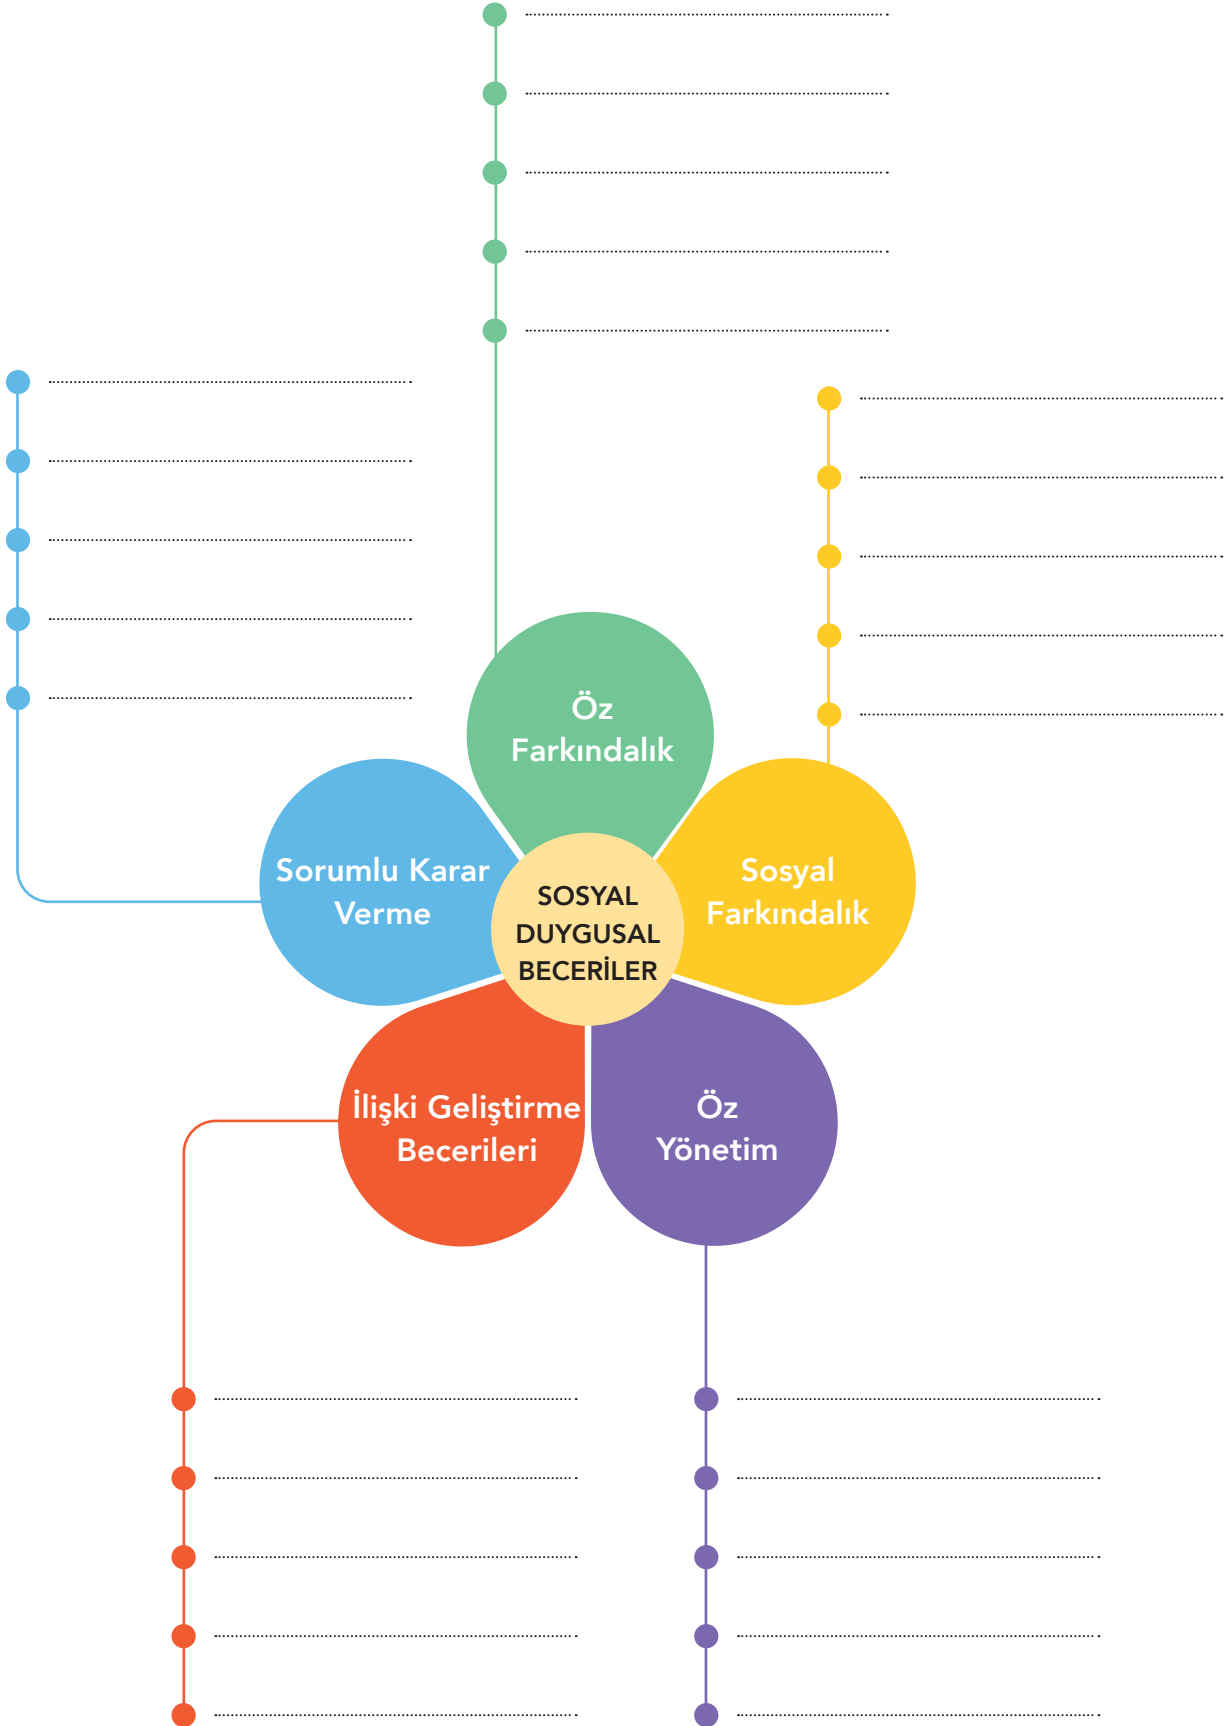 Öz
Farkındalık
Sorumlu Karar
Verme
SOSYAL
DUYGUSAL
BECERİLER
Sosyal
Farkındalık
İlişki Geliştirme
Becerileri
Öz
Yönetim